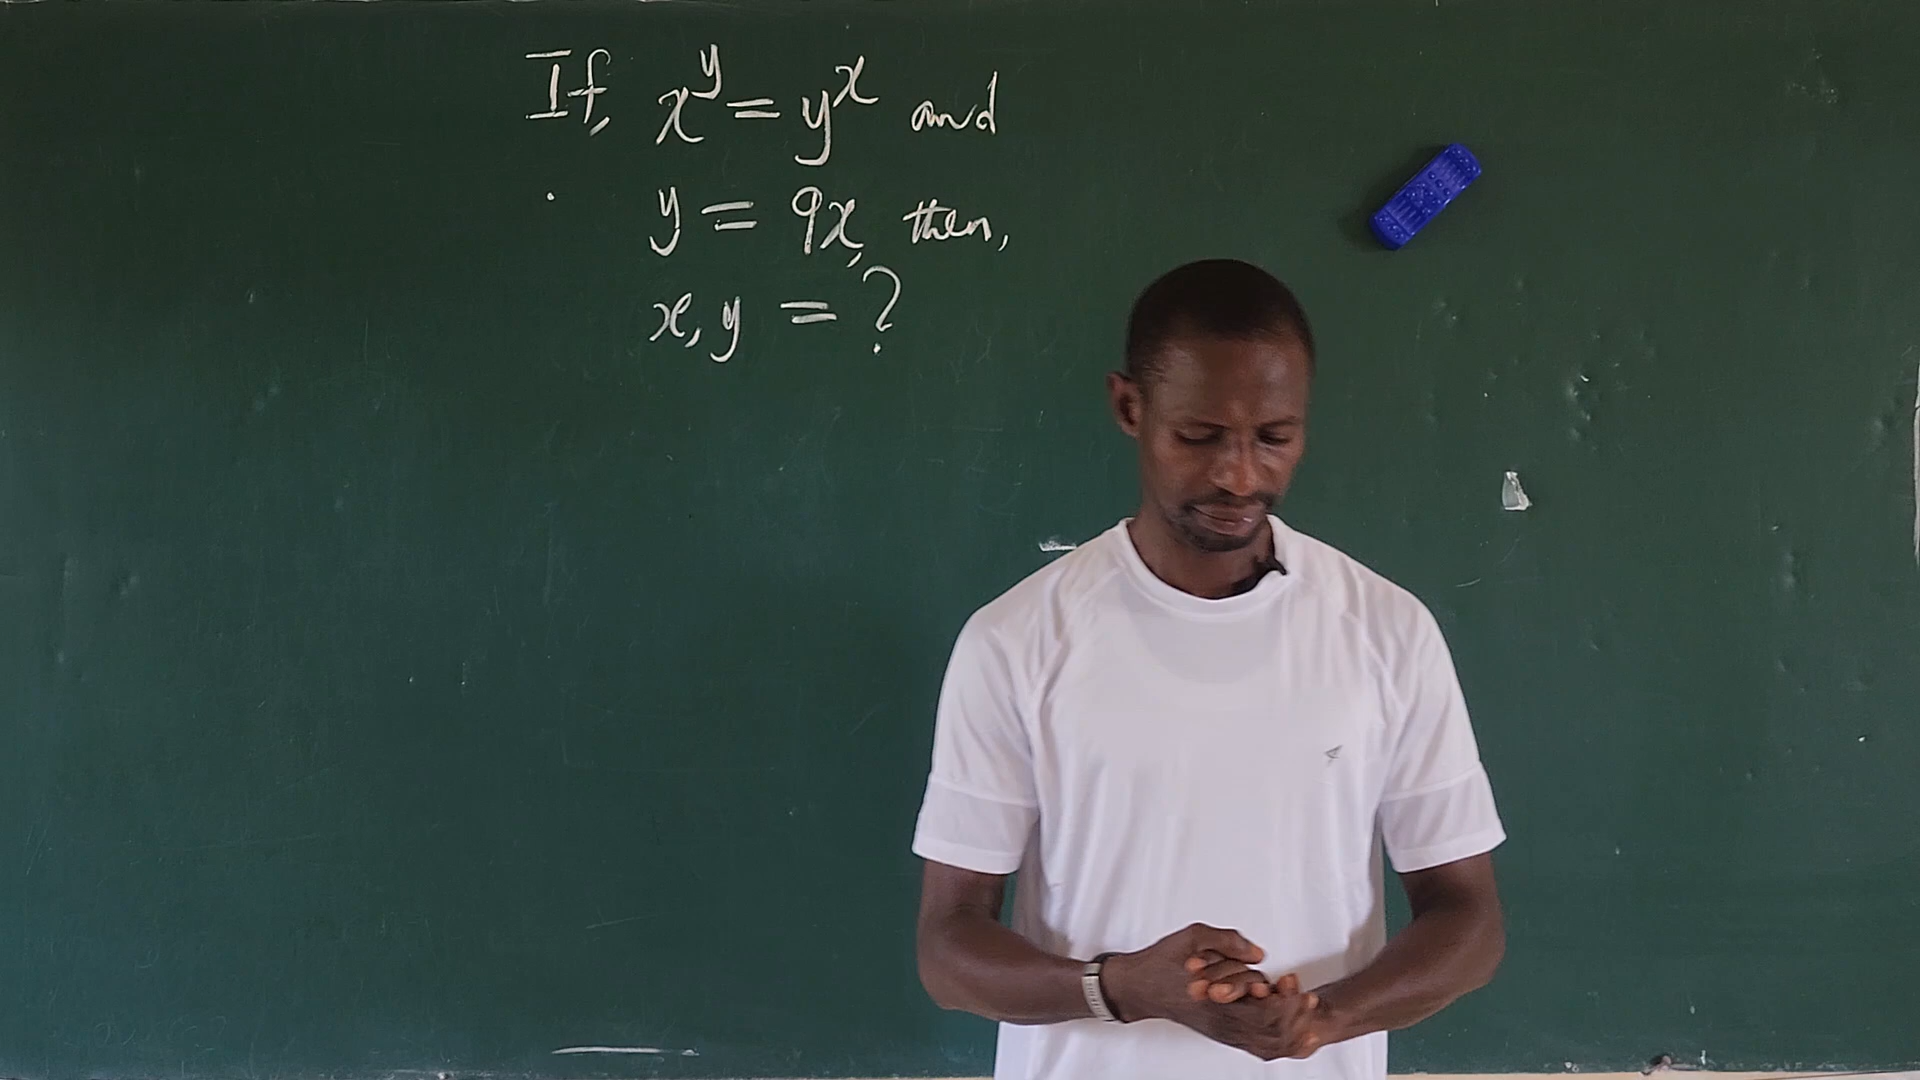 If, x^y = y^x and
y = 9x, then,
x, y = ?